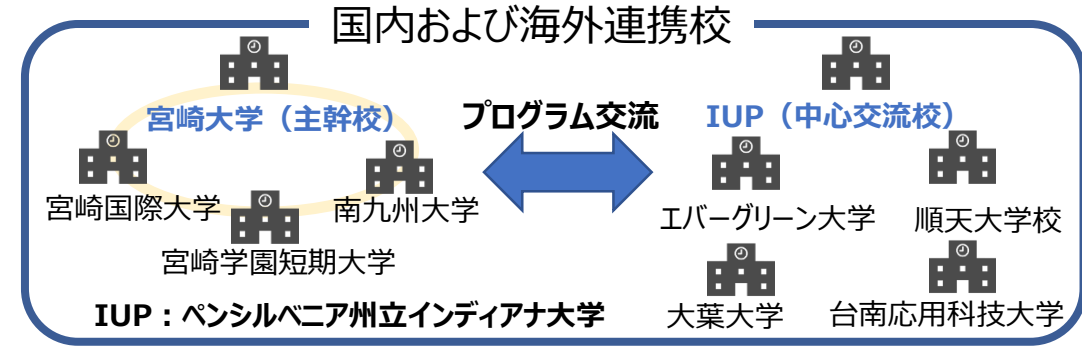 国内および海外連携校
宮崎大学（主幹校）
プログラム交流
IUP（中心交流校）
宮崎国際大学
南九州大学
宮崎学園短期大学
エバーグリーン大学
順天大学校
大葉大学
台南応用科技大学
IUP：ペンシルベニア州立インディアナ大学